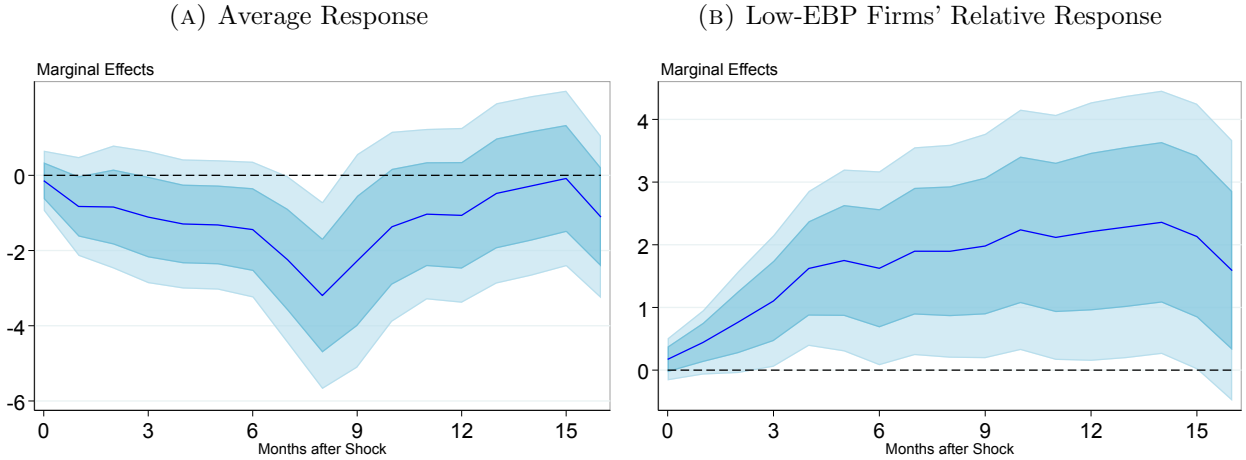 (A) Average Response
Marginal Effects
0
-2
-4
-6
0 3 6 9 12 15
Months after Shock
(B) Low-EBP Firms' Relative Response
Marginal Effects
4
3
2
1
0
0 3 6 9 12 15
Months after Shock